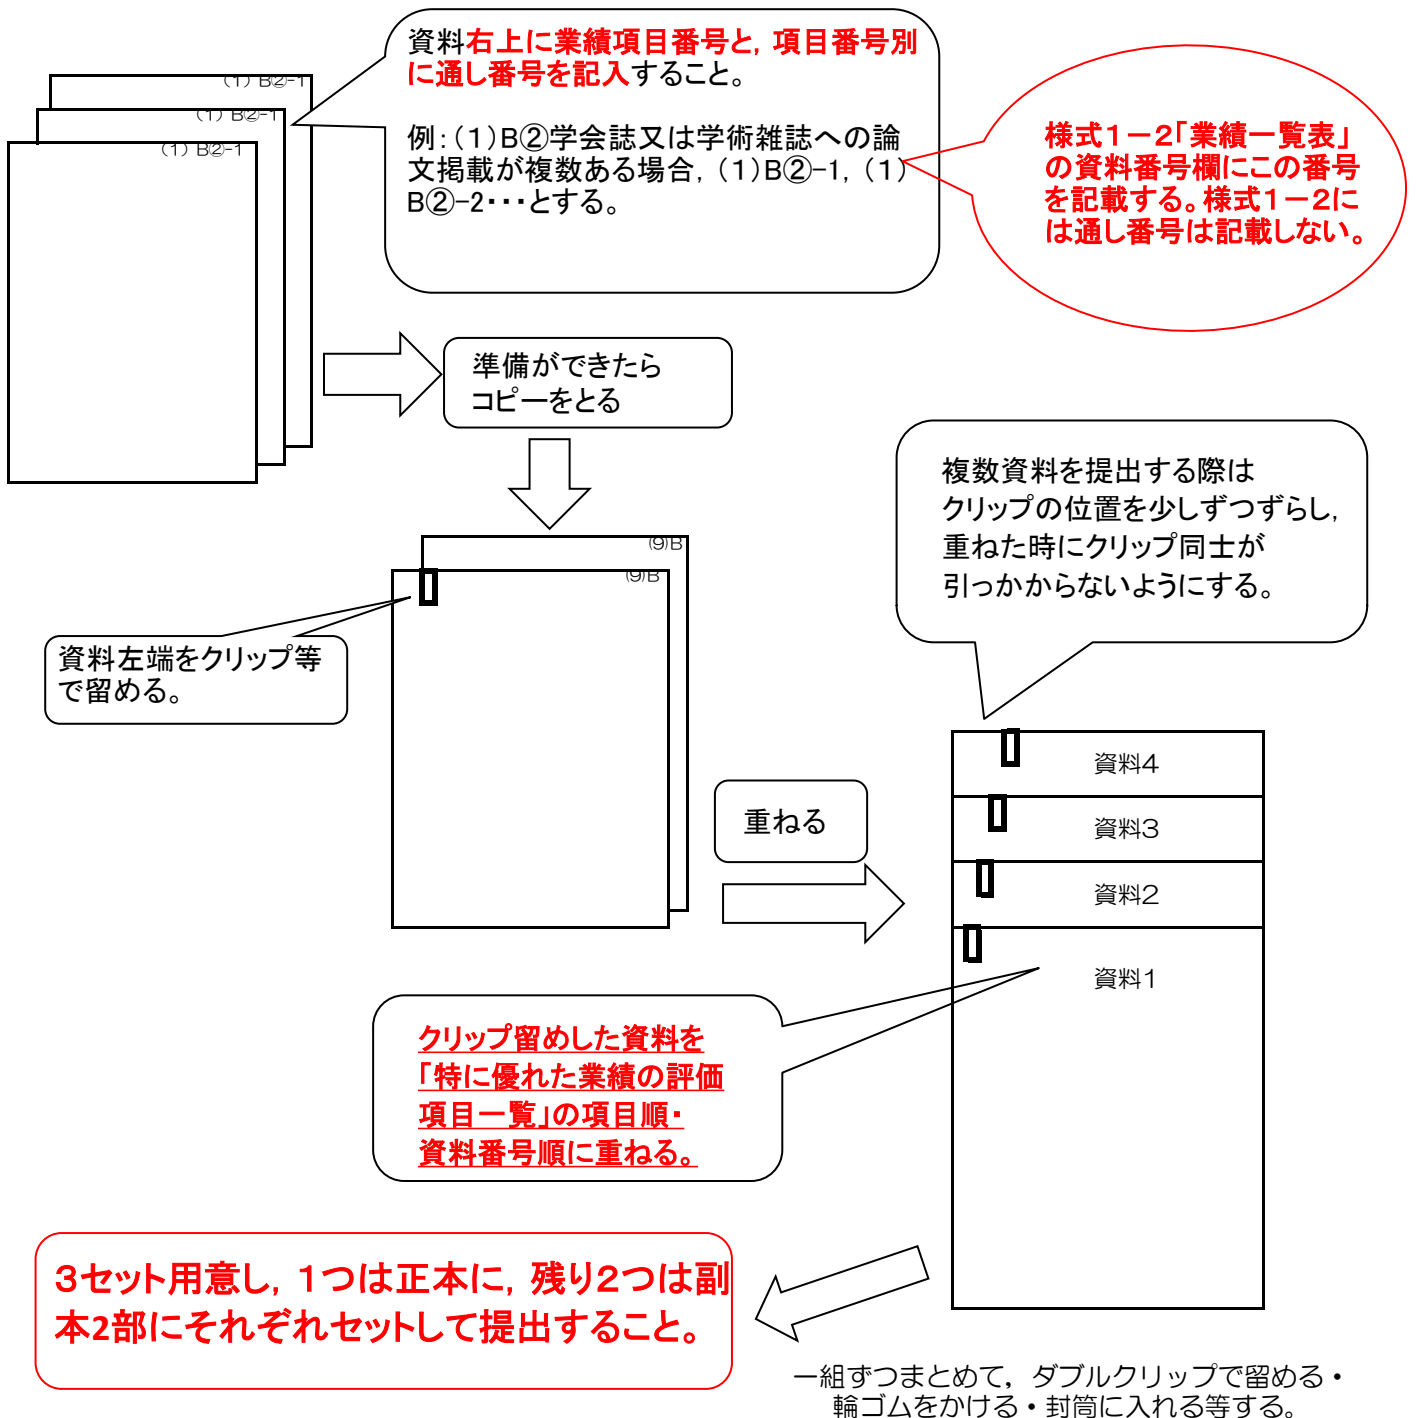 資料右上に業績項目番号と，項目番号別
に通し番号を記入すること。
例：（１）B②学会誌又は学術雑誌への論
文掲載が複数ある場合，（１）B②-1，（１）
B②-2・・・とする。
様式１－２「業績一覧表」
の資料番号欄にこの番号
を記載する。様式１－２に
は通し番号は記載しない。
（１）B②-1
（１）B②-1
（１）B②-1
準備ができたら
コピーをとる
複数資料を提出する際は
クリップの位置を少しずつずらし，
重ねた時にクリップ同士が
引っかからないようにする。
(9)B
(9)B
資料左端をクリップ等
で留める。
重ねる
資料4
資料3
資料2
資料1
クリップ留めした資料を
「特に優れた業績の評価
項目一覧」の項目順・
資料番号順に重ねる。
３セット用意し，１つは正本に，残り２つは副
本2部にそれぞれセットして提出すること。
一組ずつまとめて，ダブルクリップで留める・
輪ゴムをかける・封筒に入れる等する。